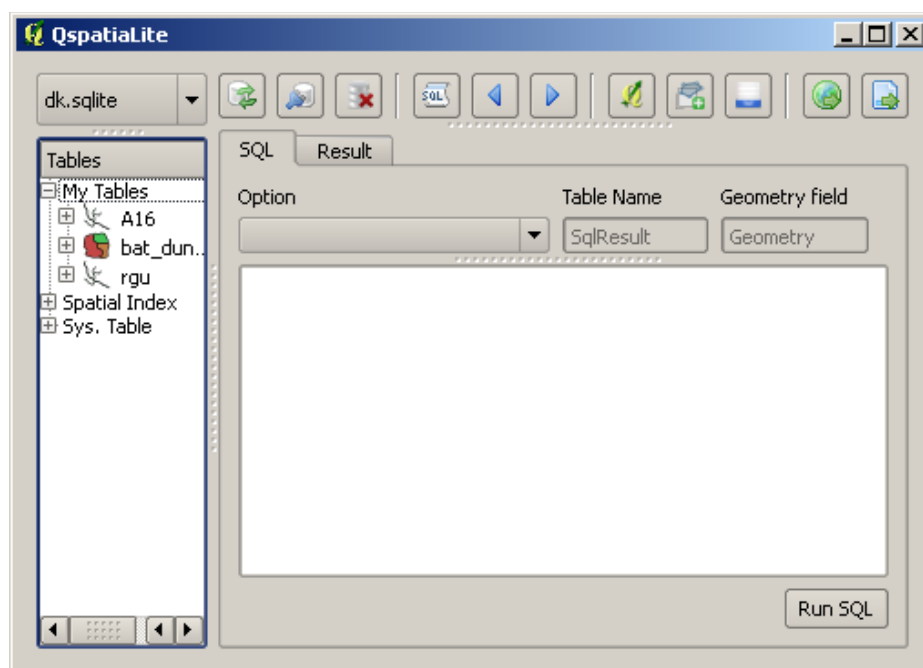 QspatiaLite
dk.sqlite
SQL
Tables
My Tables
A16
bat_dun..
rgu
Spatial Index
Sys. Table
SQL Result
Option Table Name Geometry field
SqlResult Geometry
Run SQL